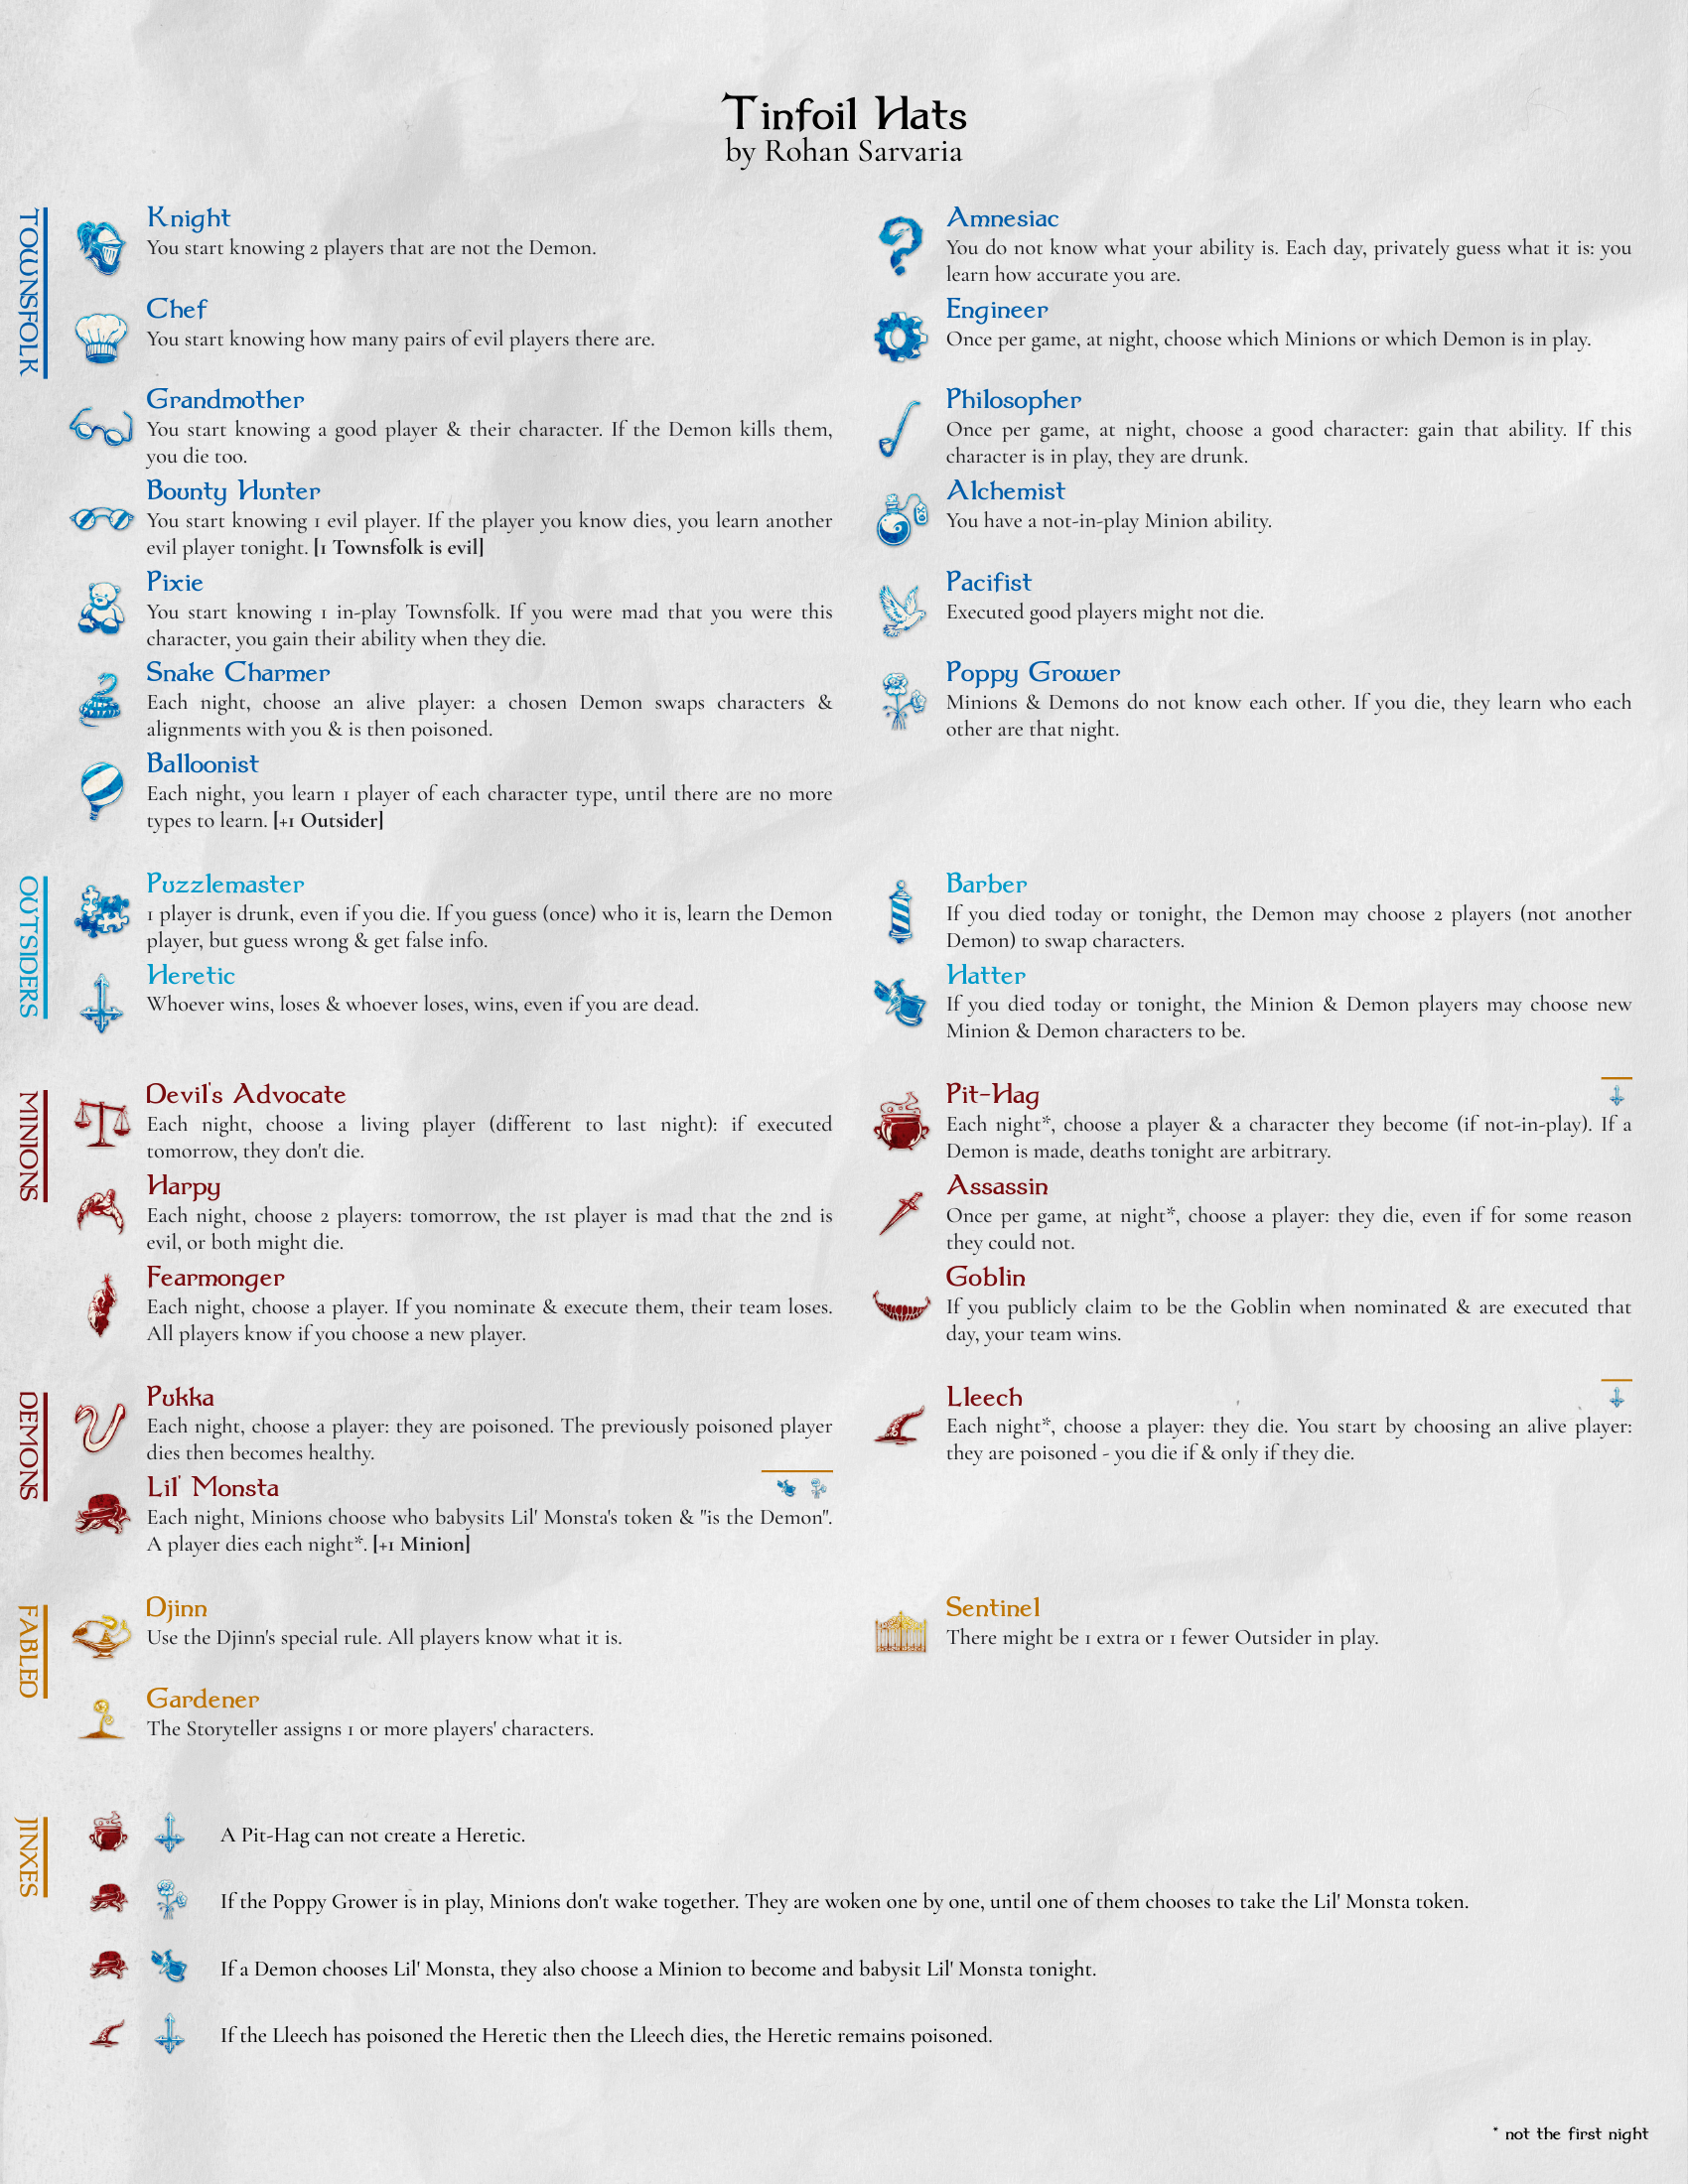 Tinfoil Hats
by Rohan Sarvaria
TOWNSFOLK
Knight
You start knowing 2 players that are not the Demon.
Chef
You start knowing how many pairs of evil players there are.
Grandmother
You start knowing a good player & their character. If the Demon kills them,
you die too.
Bounty Hunter
You start knowing 1 evil player. If the player you know dies, you learn another
evil player tonight. [1 Townsfolk is evil]
Pixie
You start knowing 1 in-play Townsfolk. If you were mad that you were this
character, you gain their ability when they die.
Snake Charmer
Each night, choose an alive player: a chosen Demon swaps characters &
alignments with you & is then poisoned.
Balloonist
Each night, you learn 1 player of each character type, until there are no more
types to learn. [+1 Outsider]
Amnesiac
You do not know what your ability is. Each day, privately guess what it is: you
learn how accurate you are.
Engineer
Once per game, at night, choose which Minions or which Demon is in play.
Philosopher
Once per game, at night, choose a good character: gain that ability. If this
character is in play, they are drunk.
Alchemist
You have a not-in-play Minion ability.
Pacifist
Executed good players might not die.
Poppy Grower
Minions & Demons do not know each other. If you die, they learn who each
other are that night.
OUTSIDERS
Puzzlemaster
1 player is drunk, even if you die. If you guess (once) who it is, learn the Demon
player, but guess wrong & get false info.
Heretic
Whoever wins, loses & whoever loses, wins, even if you are dead.
Barber
If you died today or tonight, the Demon may choose 2 players (not another
Demon) to swap characters.
Hatter
If you died today or tonight, the Minion & Demon players may choose new
Minion & Demon characters to be.
MINIONS
Devil's Advocate
Each night, choose a living player (different to last night): if executed
tomorrow, they don't die.
Harpy
Each night, choose 2 players: tomorrow, the 1st player is mad that the 2nd is
evil, or both might die.
Fearmonger
Each night, choose a player. If you nominate & execute them, their team loses.
All players know if you choose a new player.
Pit-Hag
Each night*, choose a player & a character they become (if not-in-play). If a
Demon is made, deaths tonight are arbitrary.
Assassin
Once per game, at night*, choose a player: they die, even if for some reason
they could not.
Goblin
If you publicly claim to be the Goblin when nominated & are executed that
day, your team wins.
DEMONS
Pukka
Each night, choose a player: they are poisoned. The previously poisoned player
dies then becomes healthy.
Lil' Monsta
Each night, Minions choose who babysits Lil' Monsta's token & "is the Demon".
A player dies each night*. [+1 Minion]
Lleech
Each night*, choose a player: they die. You start by choosing an alive player:
they are poisoned - you die if & only if they die.
FABLED
Djinn
Use the Djinn's special rule. All players know what it is.
Gardener
The Storyteller assigns 1 or more players' characters.
Sentinel
There might be 1 extra or 1 fewer Outsider in play.
JINXES
A Pit-Hag can not create a Heretic.
If the Poppy Grower is in play, Minions don't wake together. They are woken one by one, until one of them chooses to take the Lil' Monsta token.
If a Demon chooses Lil' Monsta, they also choose a Minion to become and babysit Lil' Monsta tonight.
If the Lleech has poisoned the Heretic then the Lleech dies, the Heretic remains poisoned.
* not the first night